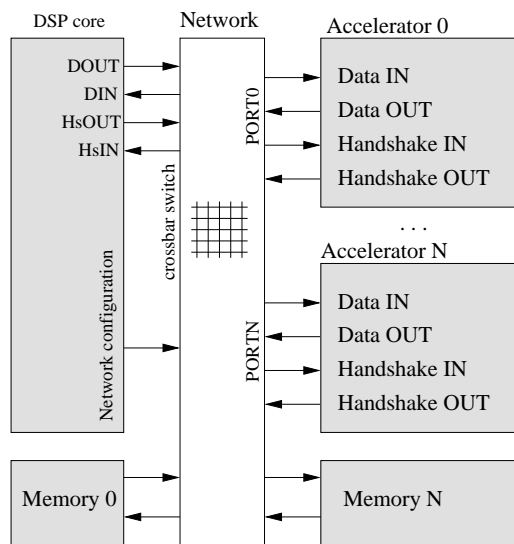 DSP core
Network
Accelerator 0
DOUT
DIN
HsOUT
HsIN
Network configuration
crossbar switch
PORT0
Data IN
Data OUT
Handshake IN
Handshake OUT
. . .
Accelerator N
PORTN
Data IN
Data OUT
Handshake IN
Handshake OUT
Memory 0
Memory N